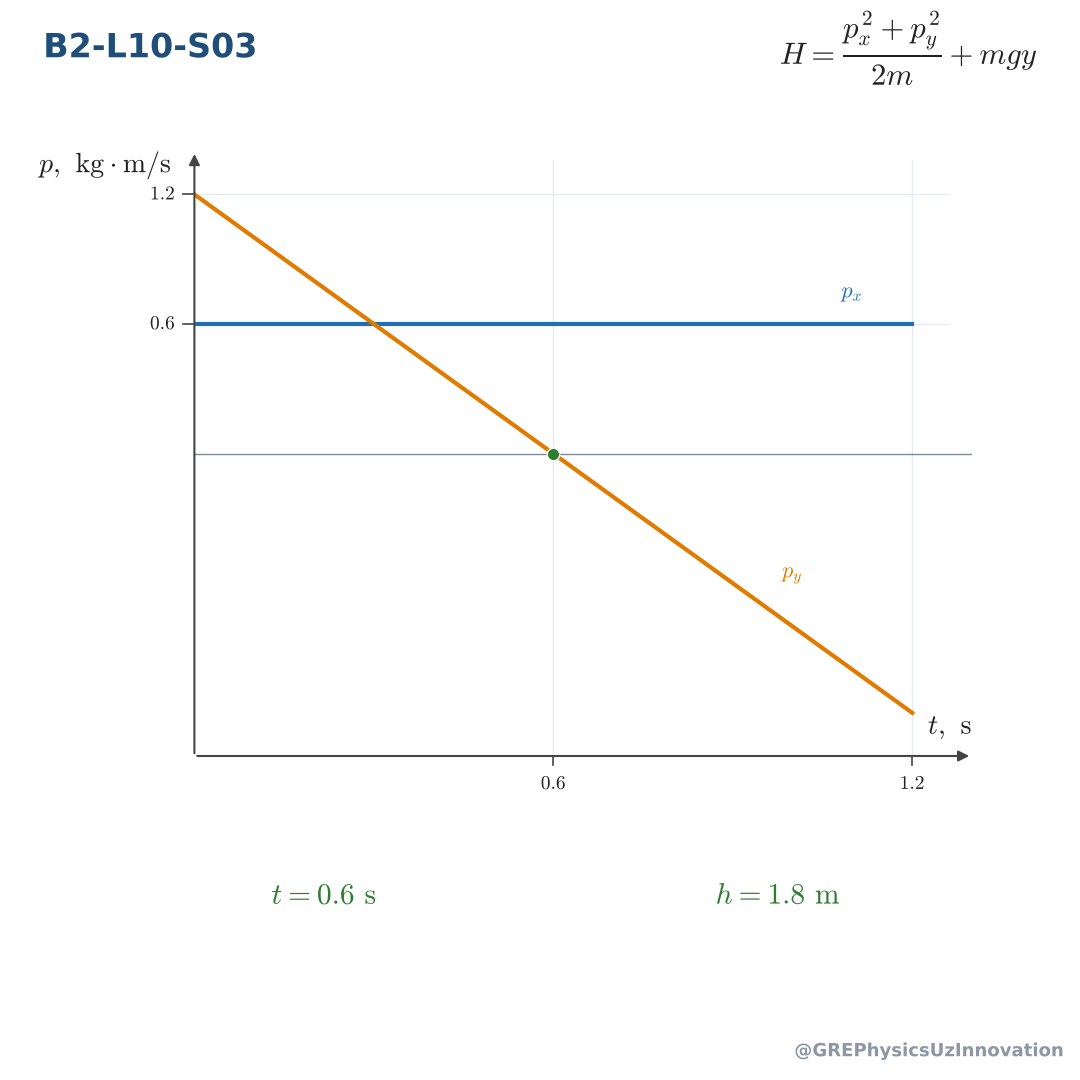 B2-L10-S03
H = \frac{p_x^2 + p_y^2}{2m} + mgy
p, kg · m/s
1.2
p_x
0.6
p_y
t, s
0.6 1.2
t = 0.6 s h = 1.8 m
@GREPhysicsUzInnovation